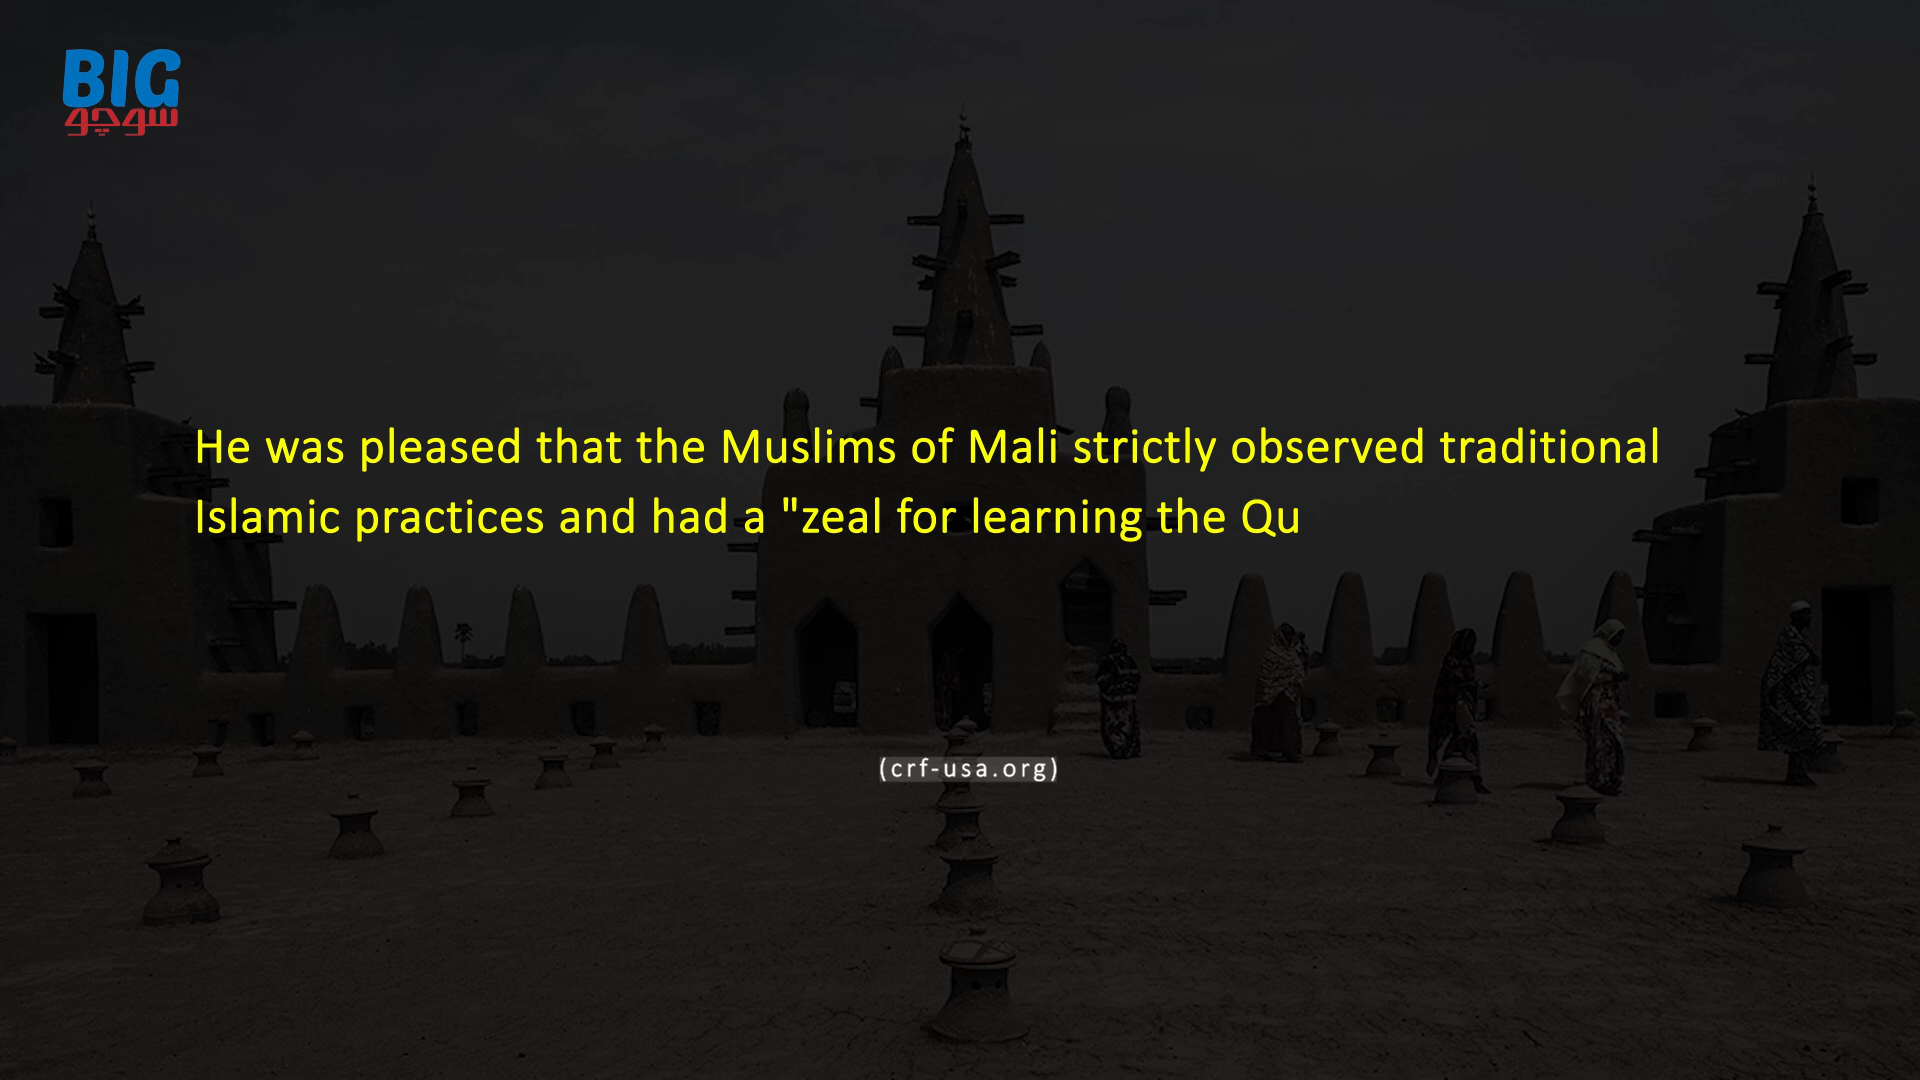 BIG
سوچو
He was pleased that the Muslims of Mali strictly observed traditional
Islamic practices and had a "zeal for learning the Qu
(crf-usa.org)